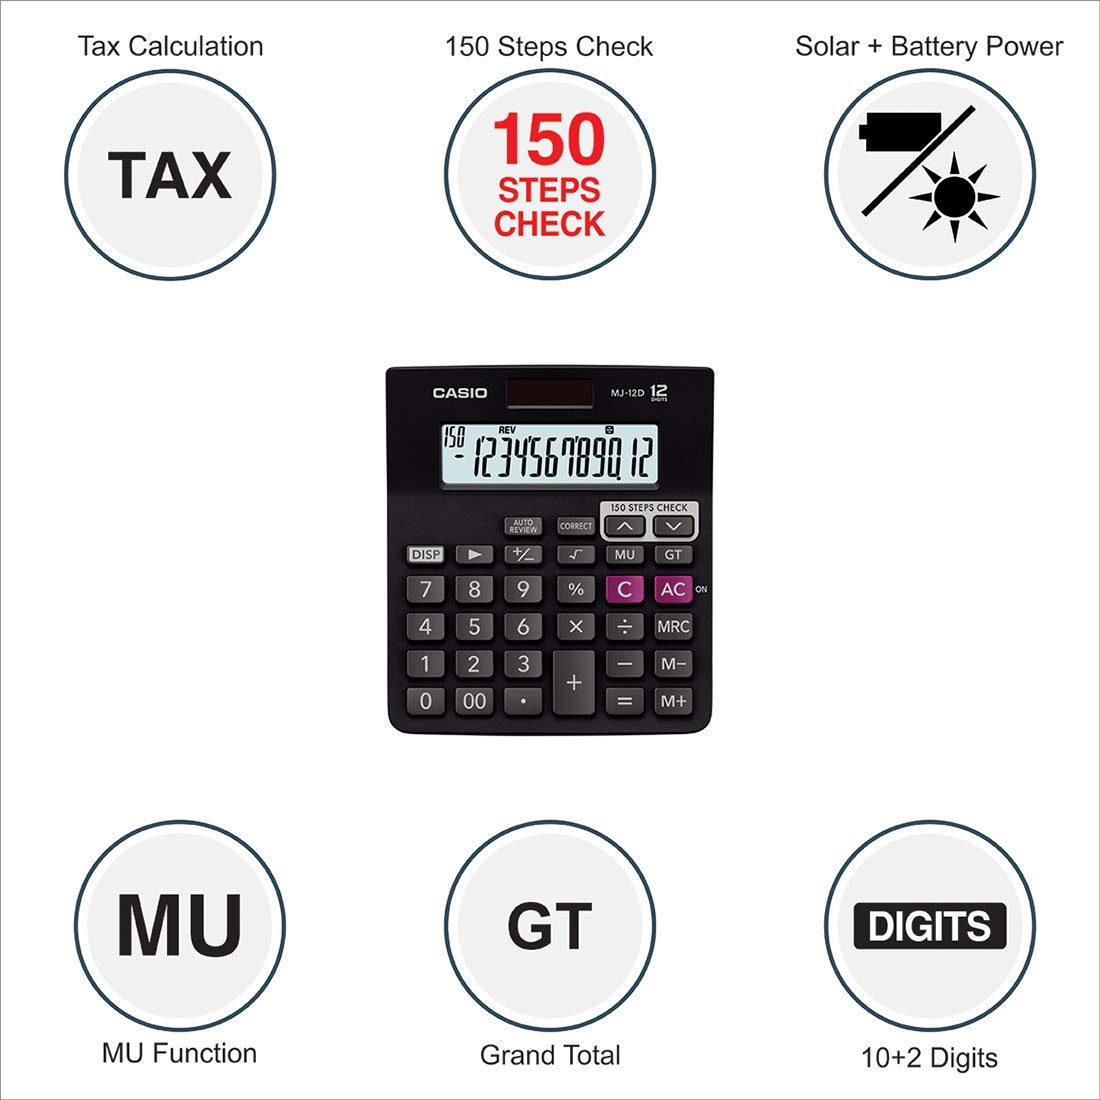 Tax Calculation
150 Steps Check
Solar + Battery Power
TAX
150
STEPS
CHECK
CASIO
MJ-12D 12
DIGITS
150
REV
-123456789012
150 STEPS CHECK
AUTO
REVIEW
CORRECT
DISP ▶ +/− √ MU GT
7 8 9 % C AC ON
4 5 6 × ÷ MRC
1 2 3 + − M−
0 00 · = M+
MU
GT
DIGITS
MU Function
Grand Total
10+2 Digits